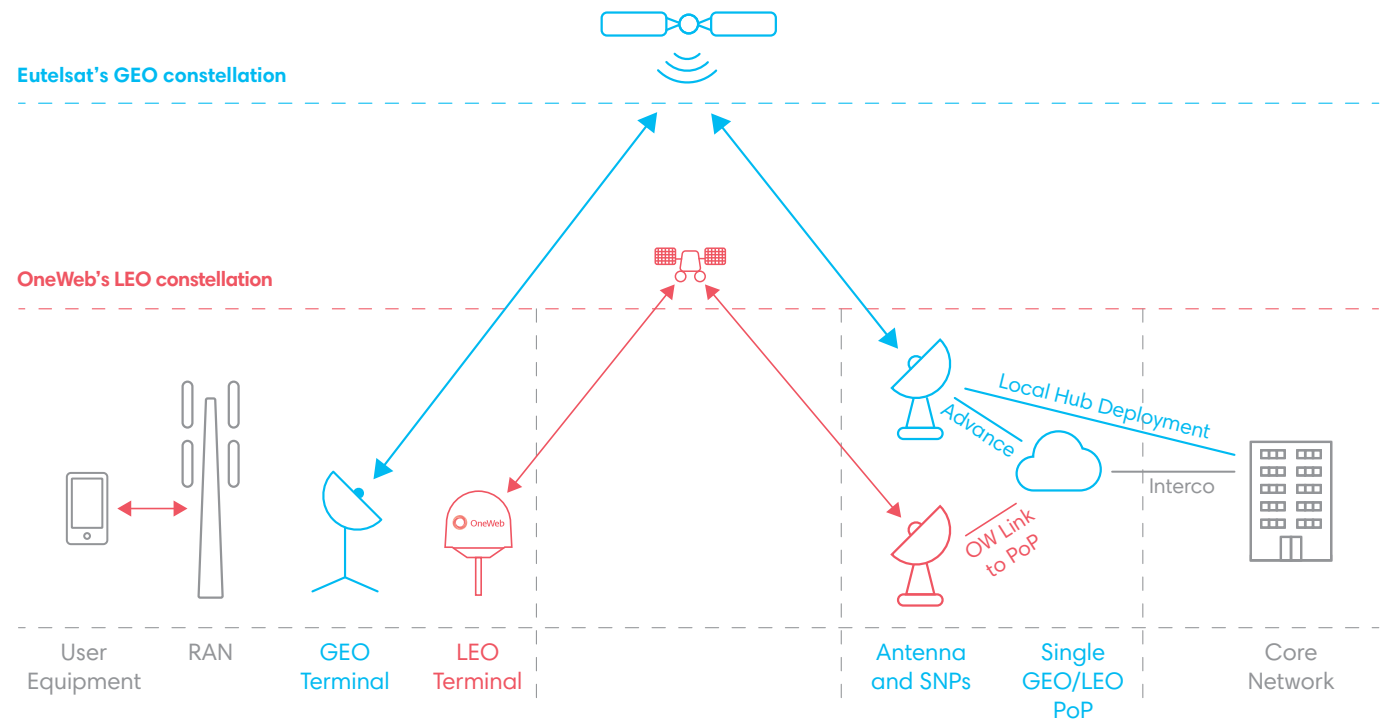 Eutelsat's GEO constellation
OneWeb's LEO constellation
Local Hub Deployment
Advance
Interco
OW Link
to PoP
OneWeb
User
Equipment
RAN
GEO
Terminal
LEO
Terminal
Antenna
and SNPs
Single
GEO/LEO
PoP
Core
Network